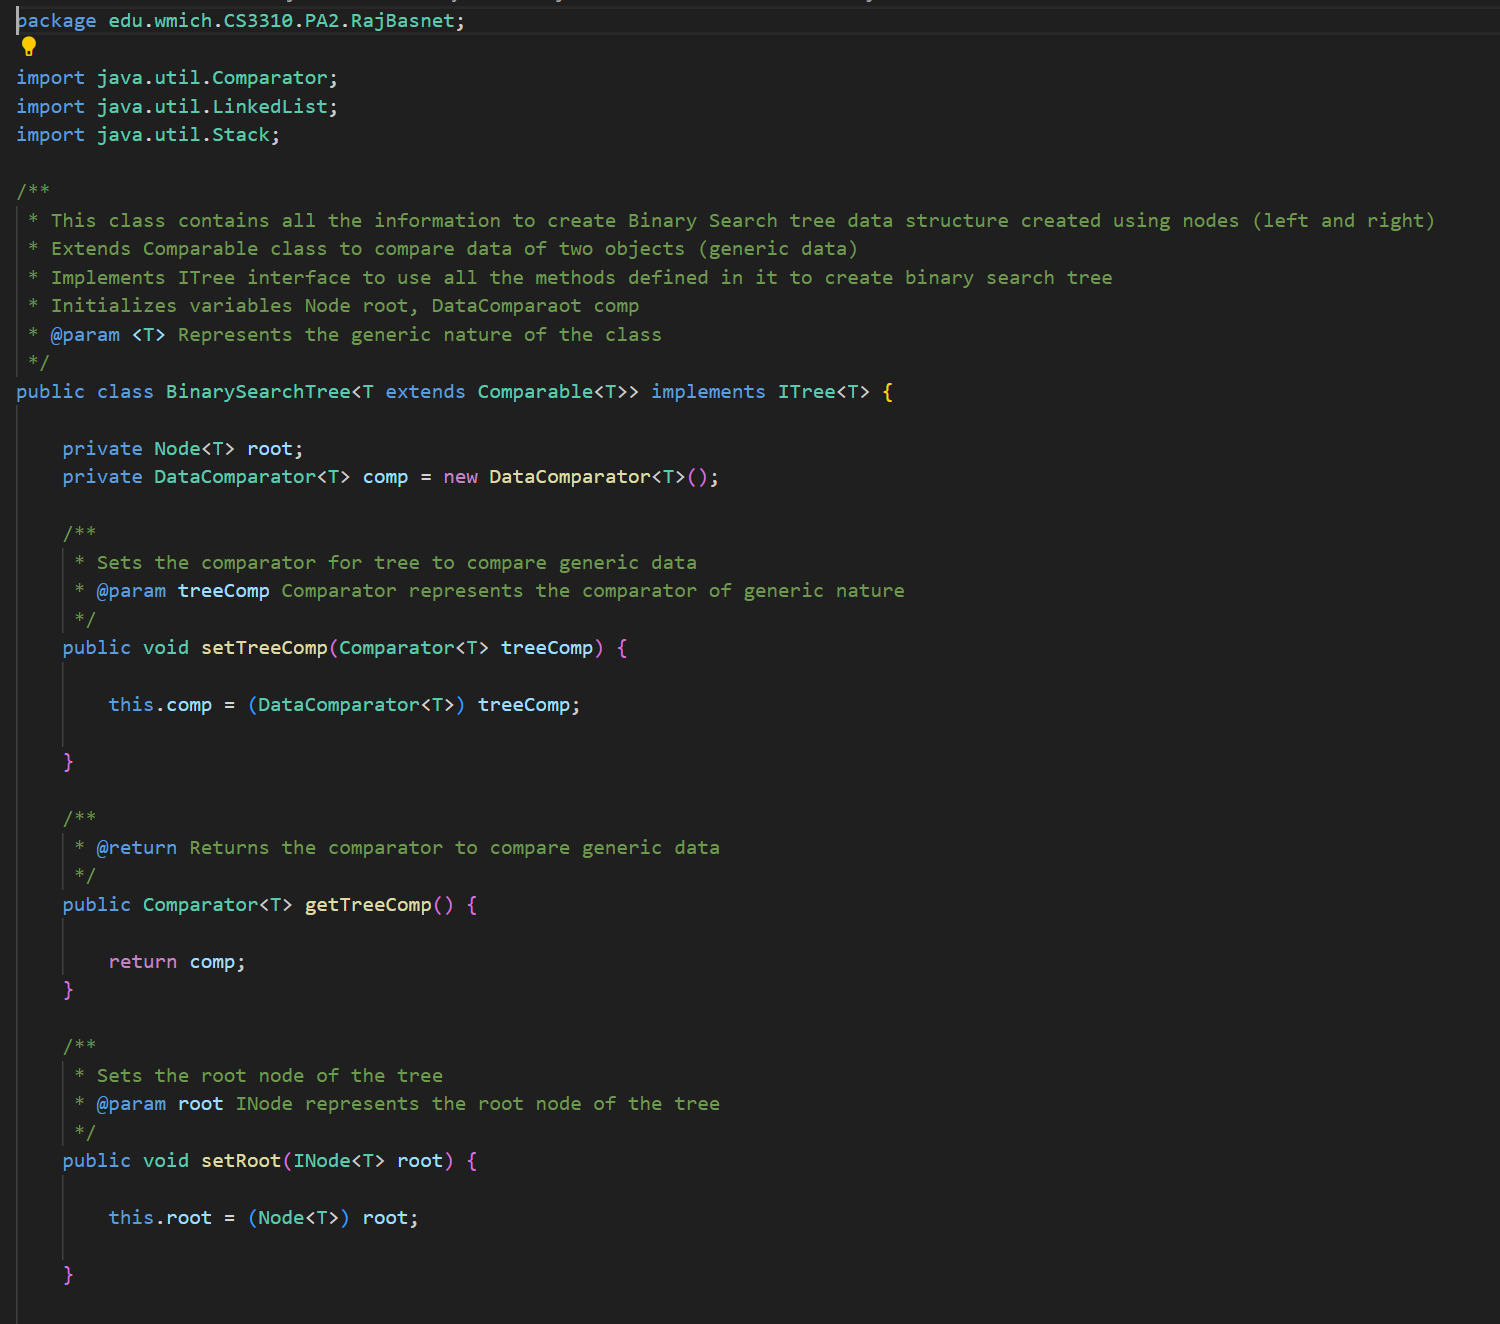 package edu.wmich.CS3310.PA2.RajBasnet;
import java.util.Comparator;
import java.util.LinkedList;
import java.util.Stack;
/**
 * This class contains all the information to create Binary Search tree data structure created using nodes (left and right)
 * Extends Comparable class to compare data of two objects (generic data)
 * Implements ITree interface to use all the methods defined in it to create binary search tree
 * Initializes variables Node root, DataComparaot comp
 * @param <T> Represents the generic nature of the class
 */
public class BinarySearchTree<T extends Comparable<T>> implements ITree<T> {
    private Node<T> root;
    private DataComparator<T> comp = new DataComparator<T>();
    /**
     * Sets the comparator for tree to compare generic data
     * @param treeComp Comparator represents the comparator of generic nature
     */
    public void setTreeComp(Comparator<T> treeComp) {
        this.comp = (DataComparator<T>) treeComp;
    }
    /**
     * @return Returns the comparator to compare generic data
     */
    public Comparator<T> getTreeComp() {
        return comp;
    }
    /**
     * Sets the root node of the tree
     * @param root INode represents the root node of the tree
     */
    public void setRoot(INode<T> root) {
        this.root = (Node<T>) root;
    }